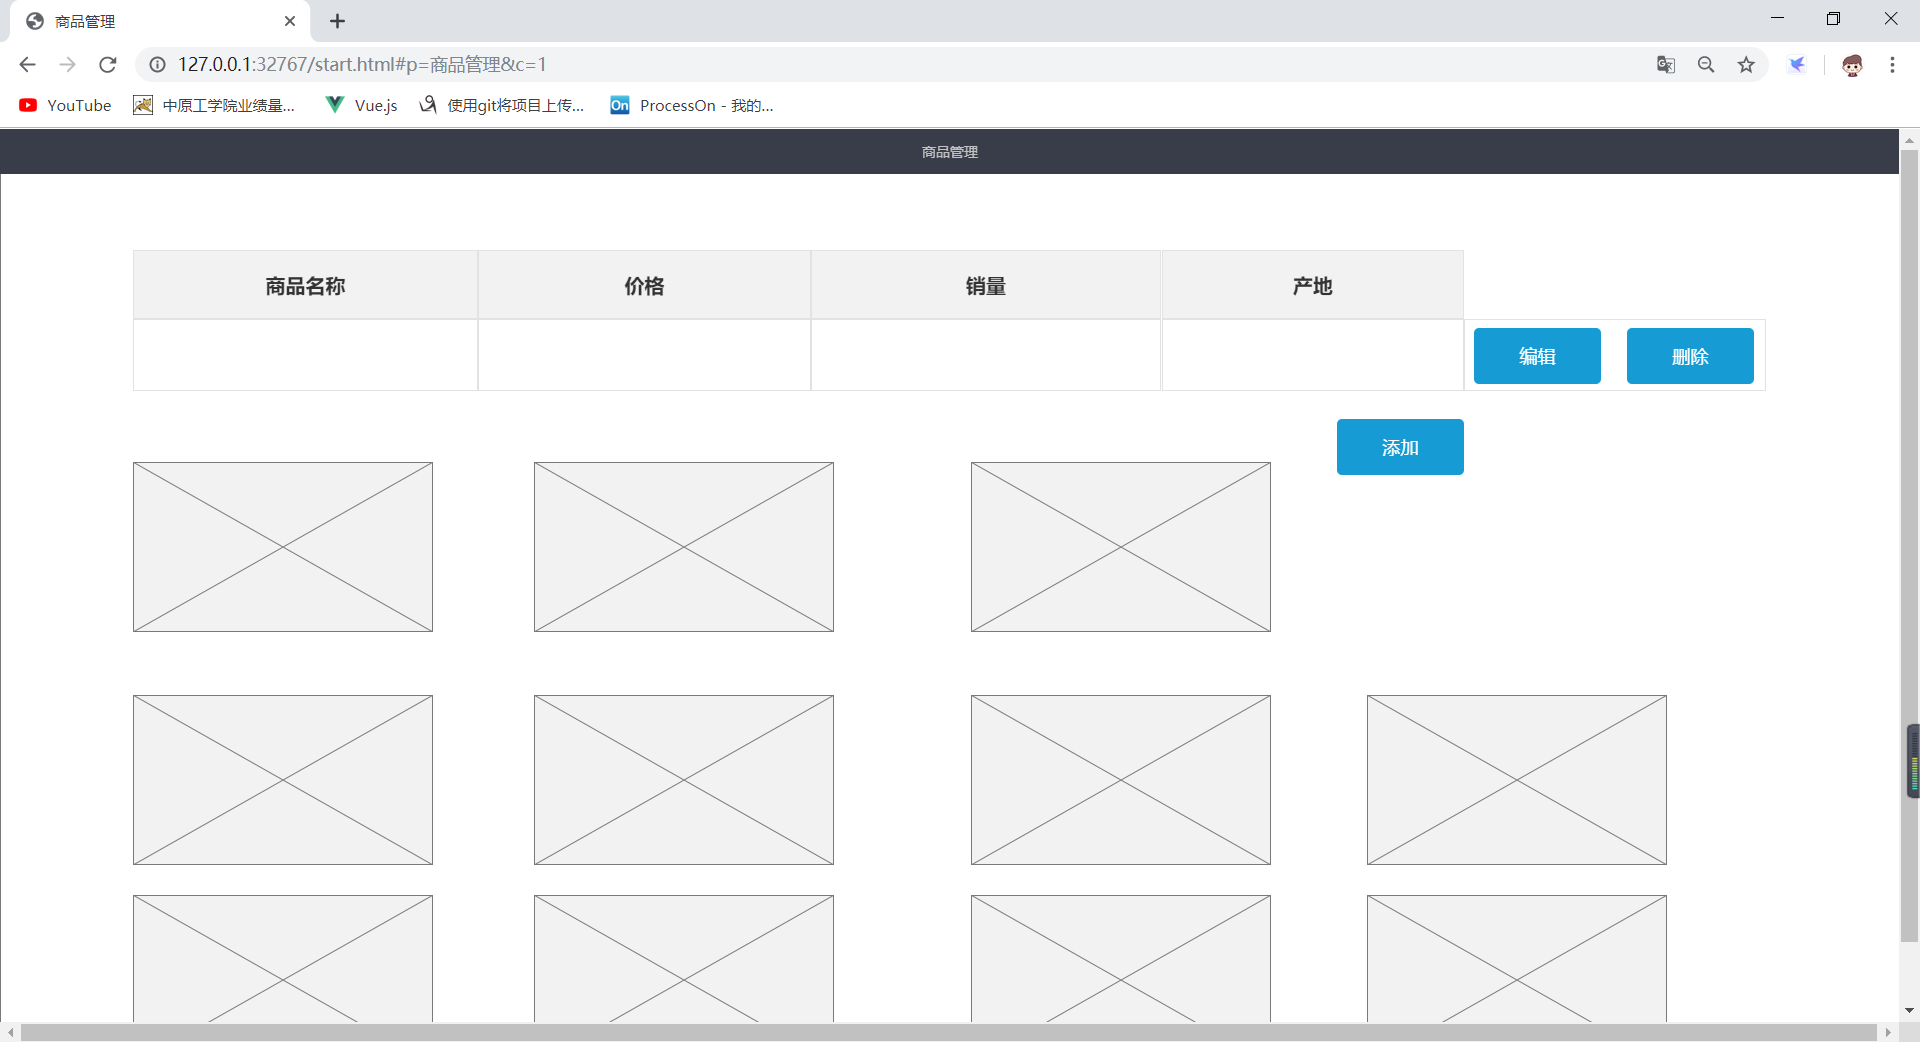 商品管理
127.0.0.1:32767/start.html#p=商品管理&c=1
YouTube 中原工学院业绩量... Vue.js 使用git将项目上传... On ProcessOn - 我的...
商品管理
商品名称 价格 销量 产地
编辑 删除
添加